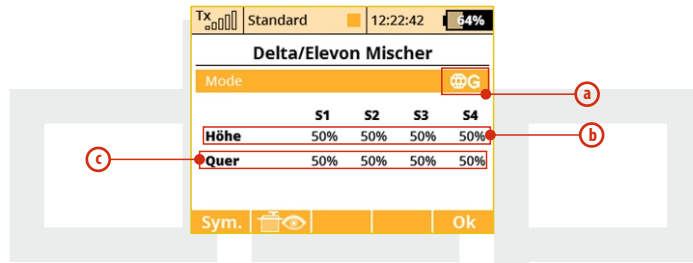 Tx Standard 12:22:42 64%
Delta/Elevon Mischer
Mode G
a
S1 S2 S3 S4
Höhe 50% 50% 50% 50%
b
c
Quer 50% 50% 50% 50%
Sym. Ok